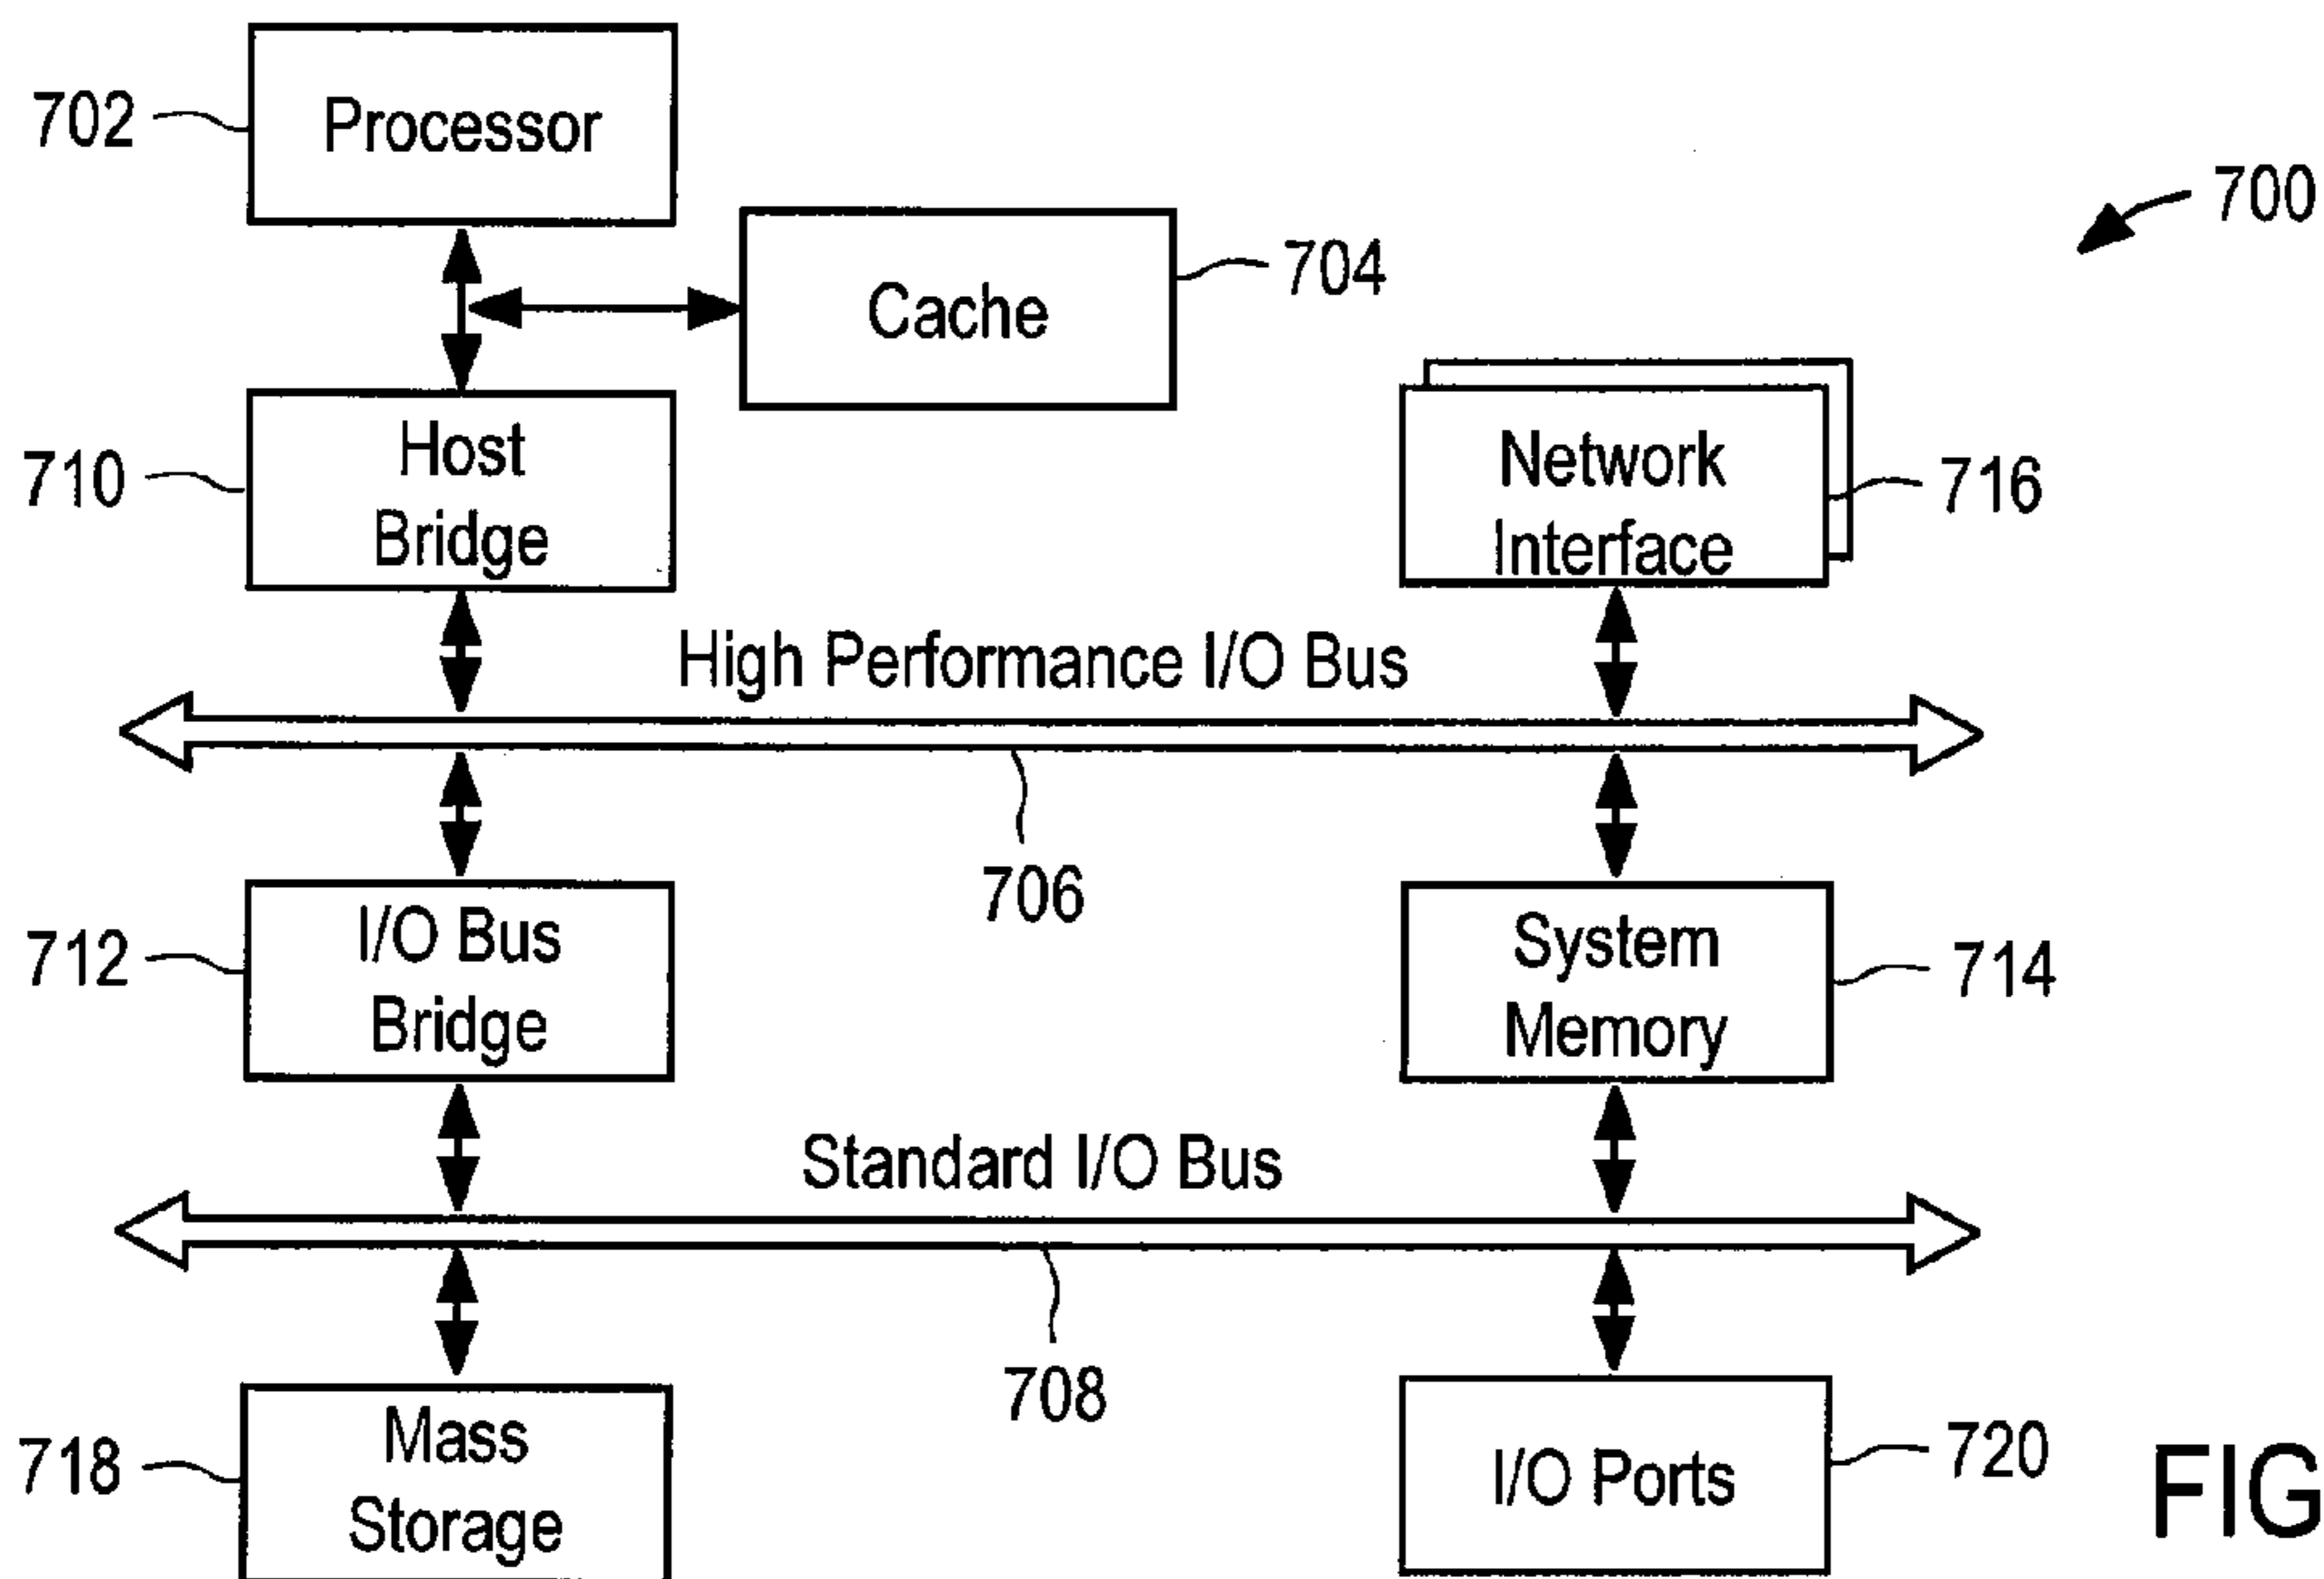 702
Processor
700
Cache
704
710
Host
Bridge
Network
Interface
716
High Performance I/O Bus
706
712
I/O Bus
Bridge
System
Memory
714
Standard I/O Bus
708
718
Mass
Storage
I/O Ports
720
FIG